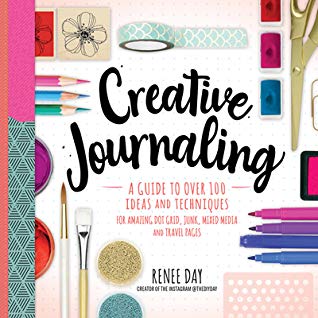 Creative
Journaling
A GUIDE TO OVER 100
IDEAS AND TECHNIQUES
FOR AMAZING DOT GRID, JUNK, MIXED MEDIA
AND TRAVEL PAGES
RENEE DAY
CREATOR OF THE INSTAGRAM @THEDIYDAY